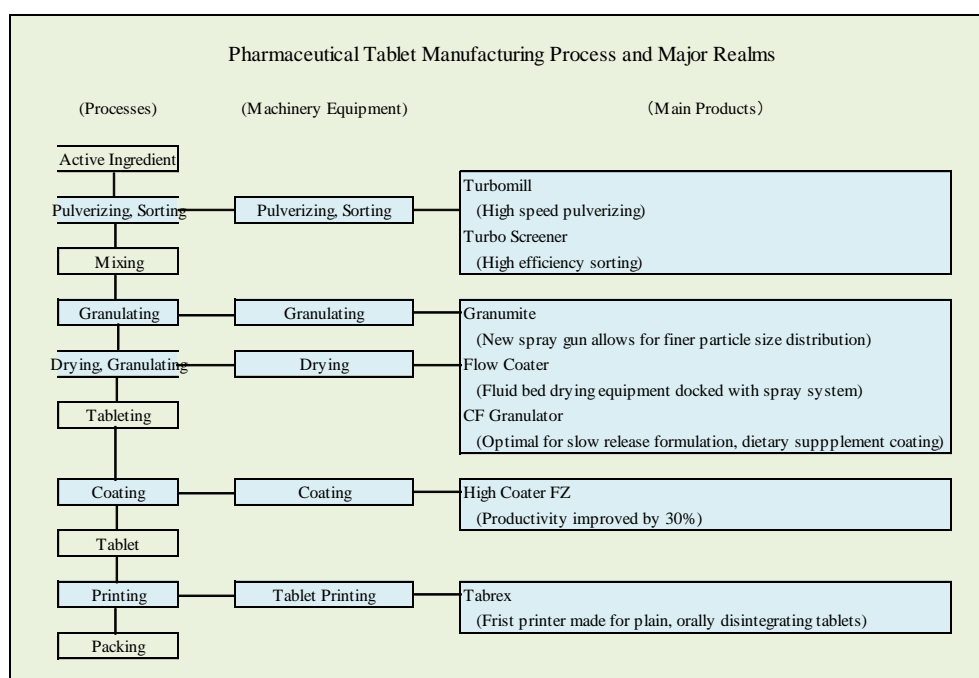 Pharmaceutical Tablet Manufacturing Process and Major Realms
(Processes)
(Machinery Equipment)
(Main Products）
Active Ingredient
Pulverizing, Sorting
Pulverizing, Sorting
Turbomill
(High speed pulverizing)
Turbo Screener
(High efficiency sorting)
Mixing
Granulating
Granulating
Granumite
(New spray gun allows for finer particle size distribution)
Drying, Granulating
Drying
Flow Coater
(Fluid bed drying equipment docked with spray system)
CF Granulator
(Optimal for slow release formulation, dietary suppplement coating)
Tableting
Coating
Coating
High Coater FZ
(Productivity improved by 30%)
Tablet
Printing
Tablet Printing
Tabrex
(Frist printer made for plain, orally disintegrating tablets)
Packing